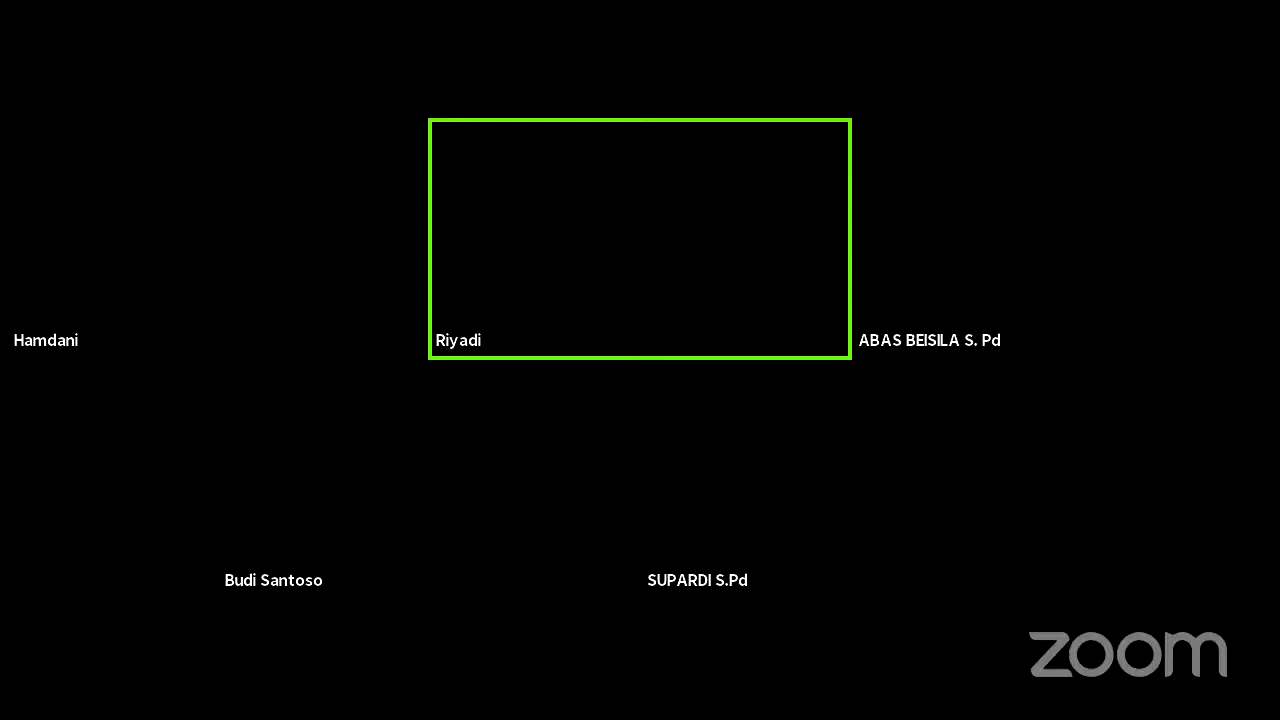 Hamdani
Riyadi
ABAS BEISILA S. Pd
Budi Santoso
SUPARDI S.Pd
zoom